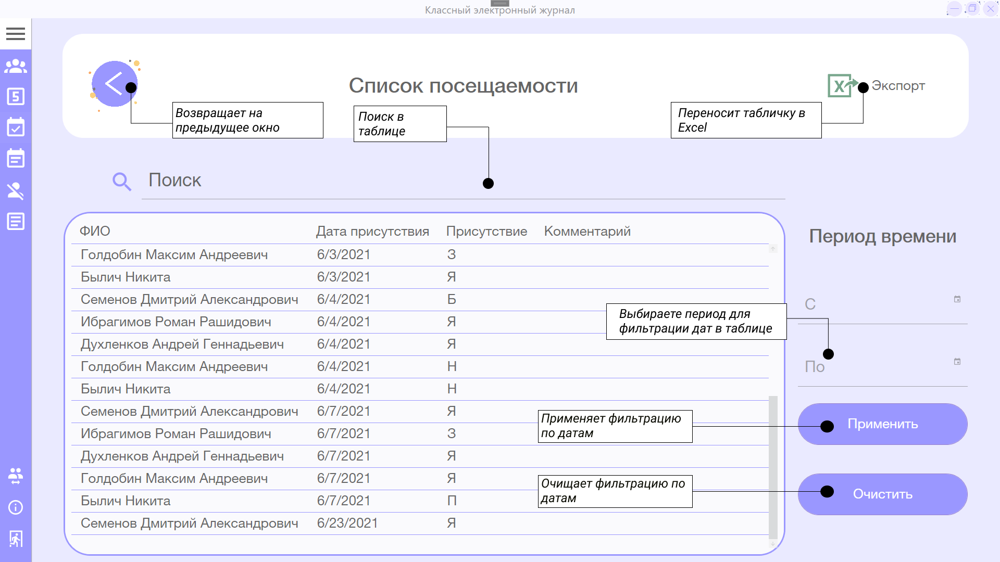 Классный электронный журнал
Список посещаемости
Экспорт
Возвращает на
предыдущее окно
Поиск в
таблице
Переносит табличку в
Excel
Поиск
ФИО Дата присутствия Присутствие Комментарий
Голдобин Максим Андреевич 6/3/2021 З
Былич Никита 6/3/2021 Я
Семенов Дмитрий Александрович 6/4/2021 Б
Ибрагимов Роман Рашидович 6/4/2021 Я
Духленков Андрей Геннадьевич 6/4/2021 Я
Голдобин Максим Андреевич 6/4/2021 Н
Былич Никита 6/4/2021 Н
Семенов Дмитрий Александрович 6/7/2021 Я
Ибрагимов Роман Рашидович 6/7/2021 З
Духленков Андрей Геннадьевич 6/7/2021 Я
Голдобин Максим Андреевич 6/7/2021 Я
Былич Никита 6/7/2021 П
Семенов Дмитрий Александрович 6/23/2021 Я
Период времени
С
Выбираете период для
фильтрации дат в таблице
По
Применяет фильтрацию
по датам
Применить
Очищает фильтрацию по
датам
Очистить
5
X